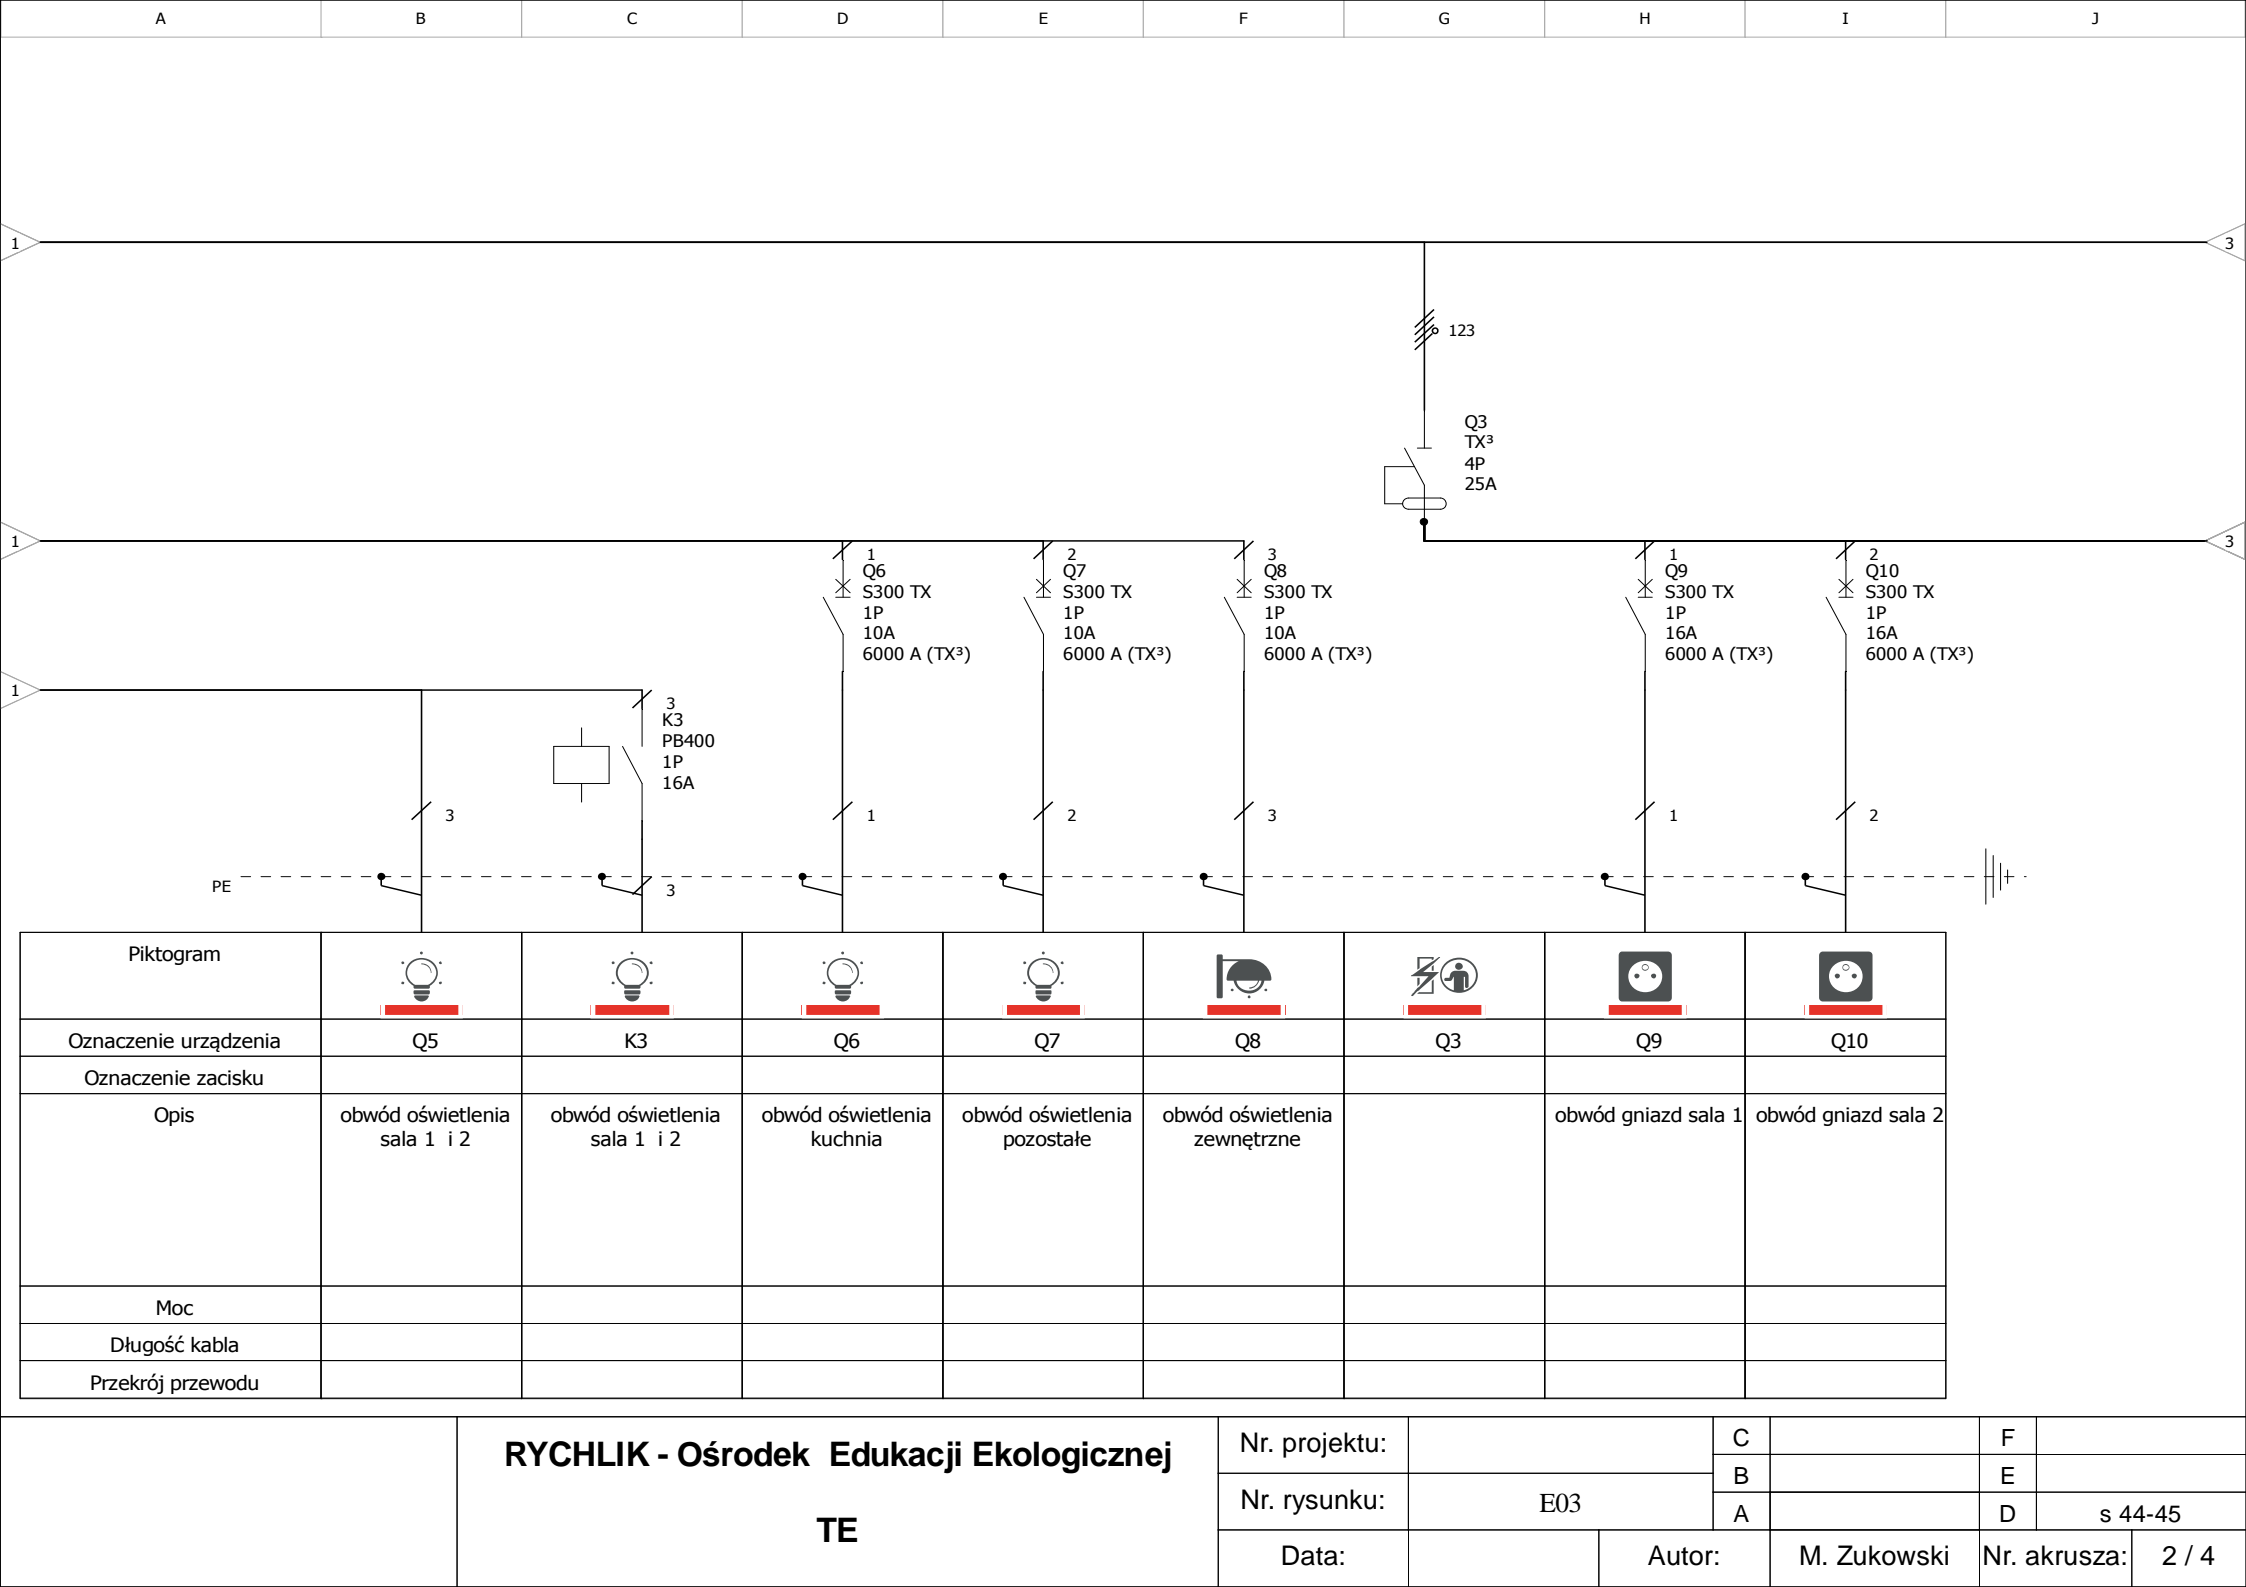 A B C D E F G H I J
1 3
123
Q3
TX³
4P
25A
1 3
1
Q6
S300 TX
1P
10A
6000 A (TX³)
2
Q7
S300 TX
1P
10A
6000 A (TX³)
3
Q8
S300 TX
1P
10A
6000 A (TX³)
1
Q9
S300 TX
1P
16A
6000 A (TX³)
2
Q10
S300 TX
1P
16A
6000 A (TX³)
1
3
K3
PB400
1P
16A
3 1 2 3 1 2
PE
3
Piktogram
Oznaczenie urządzenia Q5 K3 Q6 Q7 Q8 Q3 Q9 Q10
Oznaczenie zacisku
Opis
obwód oświetlenia
sala 1 i 2
obwód oświetlenia
sala 1 i 2
obwód oświetlenia
kuchnia
obwód oświetlenia
pozostałe
obwód oświetlenia
zewnętrzne
obwód gniazd sala 1
obwód gniazd sala 2
Moc
Długość kabla
Przekrój przewodu
RYCHLIK - Ośrodek Edukacji Ekologicznej
TE
Nr. projektu:
Nr. rysunku: E03
C F
B E
A D s 44-45
Data: Autor: M. Zukowski Nr. akrusza: 2 / 4